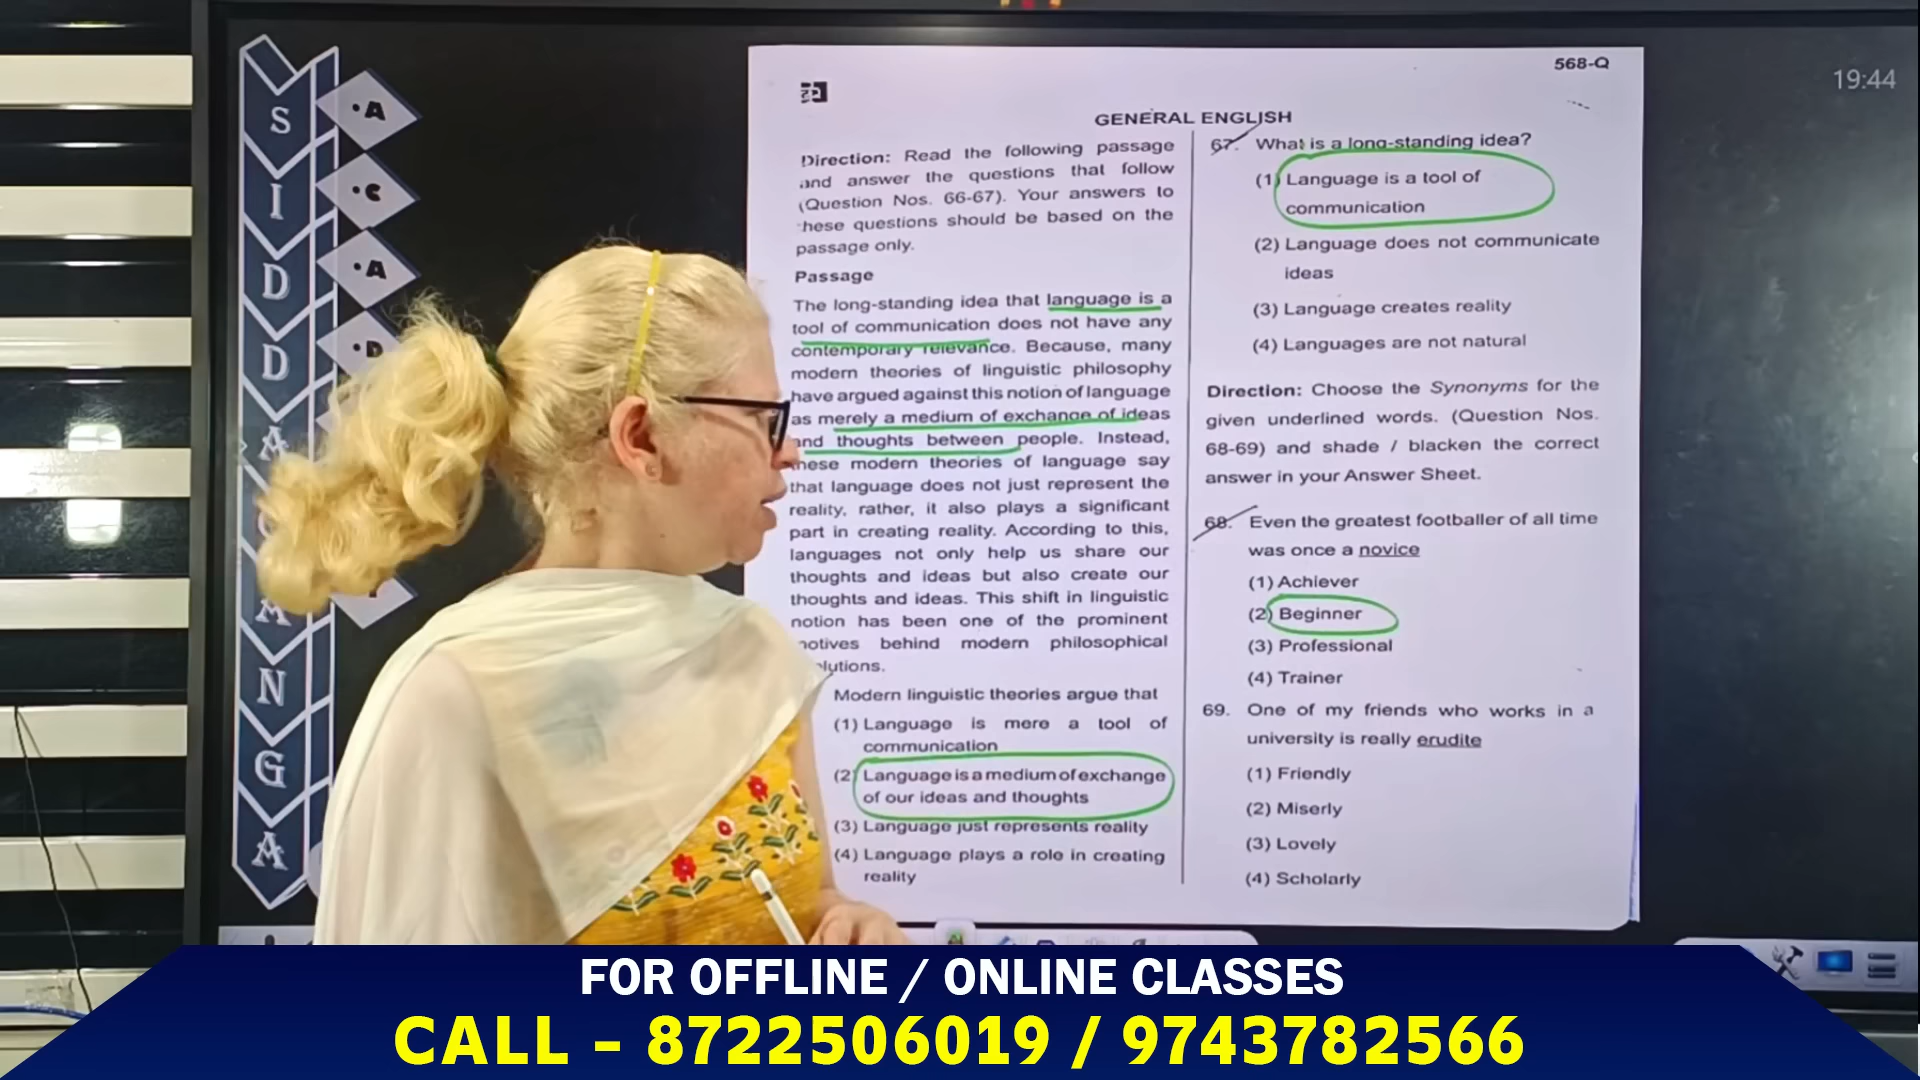 568-Q
19:44
GENERAL ENGLISH
Direction: Read the following passage
and answer the questions that follow
(Question Nos. 66-67). Your answers to
these questions should be based on the
passage only.
Passage
The long-standing idea that language is a
tool of communication does not have any
contemporary relevance. Because, many
modern theories of linguistic philosophy
have argued against this notion of language
as merely a medium of exchange of ideas
and thoughts between people. Instead,
these modern theories of language say
that language does not just represent the
reality, rather, it also plays a significant
part in creating reality. According to this,
languages not only help us share our
thoughts and ideas but also create our
thoughts and ideas. This shift in linguistic
notion has been one of the prominent
motives behind modern philosophical
lutions.
Modern linguistic theories argue that
(1) Language is mere a tool of
communication
(2) Language is a medium of exchange
of our ideas and thoughts
(3) Language just represents reality
(4) Language plays a role in creating
reality
67. What is a long-standing idea?
(1) Language is a tool of
communication
(2) Language does not communicate
ideas
(3) Language creates reality
(4) Languages are not natural
Direction: Choose the Synonyms for the
given underlined words. (Question Nos.
68-69) and shade / blacken the correct
answer in your Answer Sheet.
68. Even the greatest footballer of all time
was once a novice
(1) Achiever
(2) Beginner
(3) Professional
(4) Trainer
69. One of my friends who works in a
university is really erudite
(1) Friendly
(2) Miserly
(3) Lovely
(4) Scholarly
S
I
D
D
A
G
A
N
G
A
•A
•C
•A
•D
FOR OFFLINE / ONLINE CLASSES
CALL – 8722506019 / 9743782566